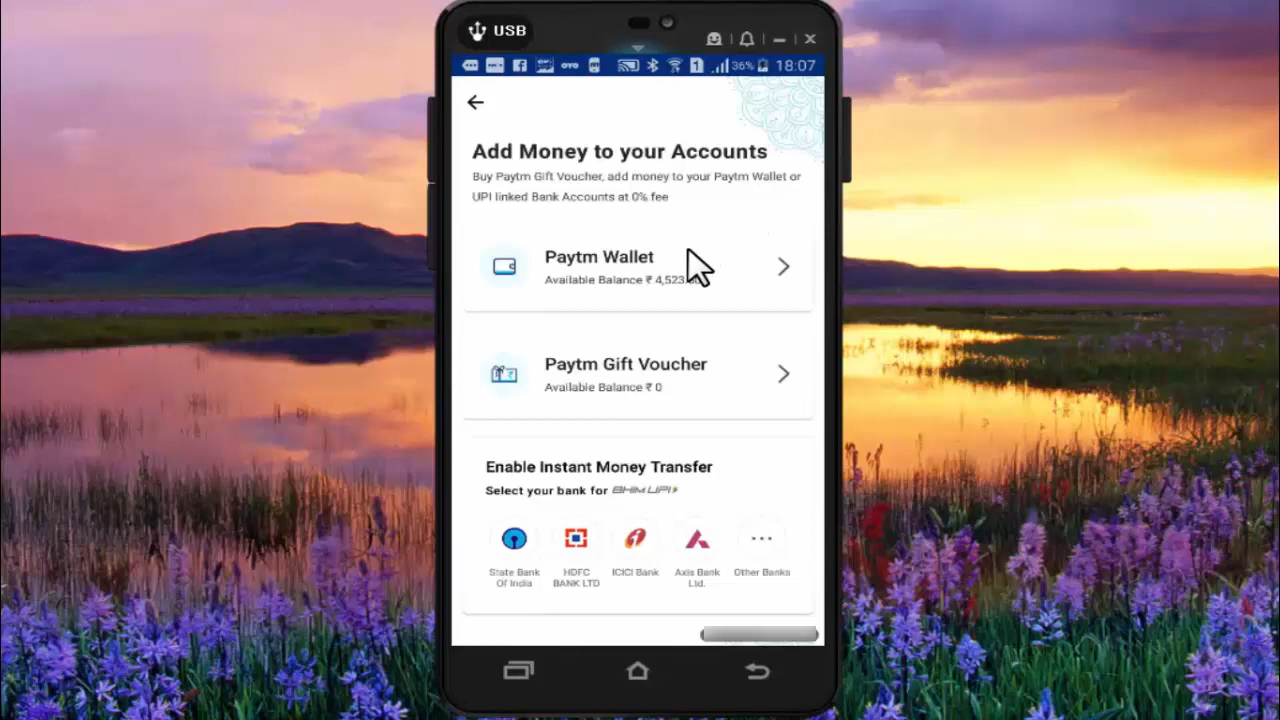 USB
36% 18:07
Add Money to your Accounts
Buy Paytm Gift Voucher, add money to your Paytm Wallet or
UPI linked Bank Accounts at 0% fee
Paytm Wallet
Available Balance ₹ 4,523.
Paytm Gift Voucher
Available Balance ₹ 0
Enable Instant Money Transfer
Select your bank for BHIM UPI
State Bank Of India
HDFC BANK LTD
ICICI Bank
Axis Bank Ltd.
Other Banks